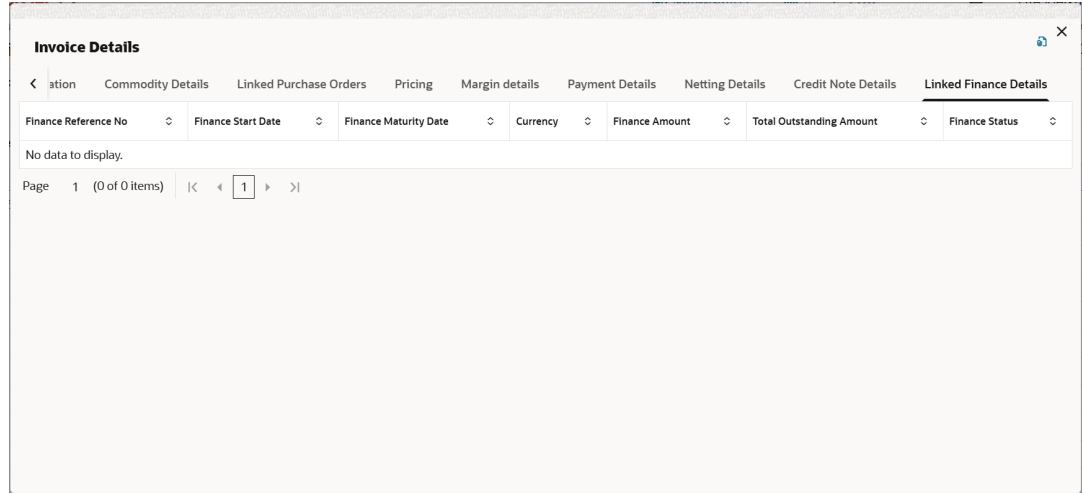 Invoice Details
ation Commodity Details Linked Purchase Orders Pricing Margin details Payment Details Netting Details Credit Note Details Linked Finance Details
Finance Reference No Finance Start Date Finance Maturity Date Currency Finance Amount Total Outstanding Amount Finance Status
No data to display.
Page 1 (0 of 0 items) 1